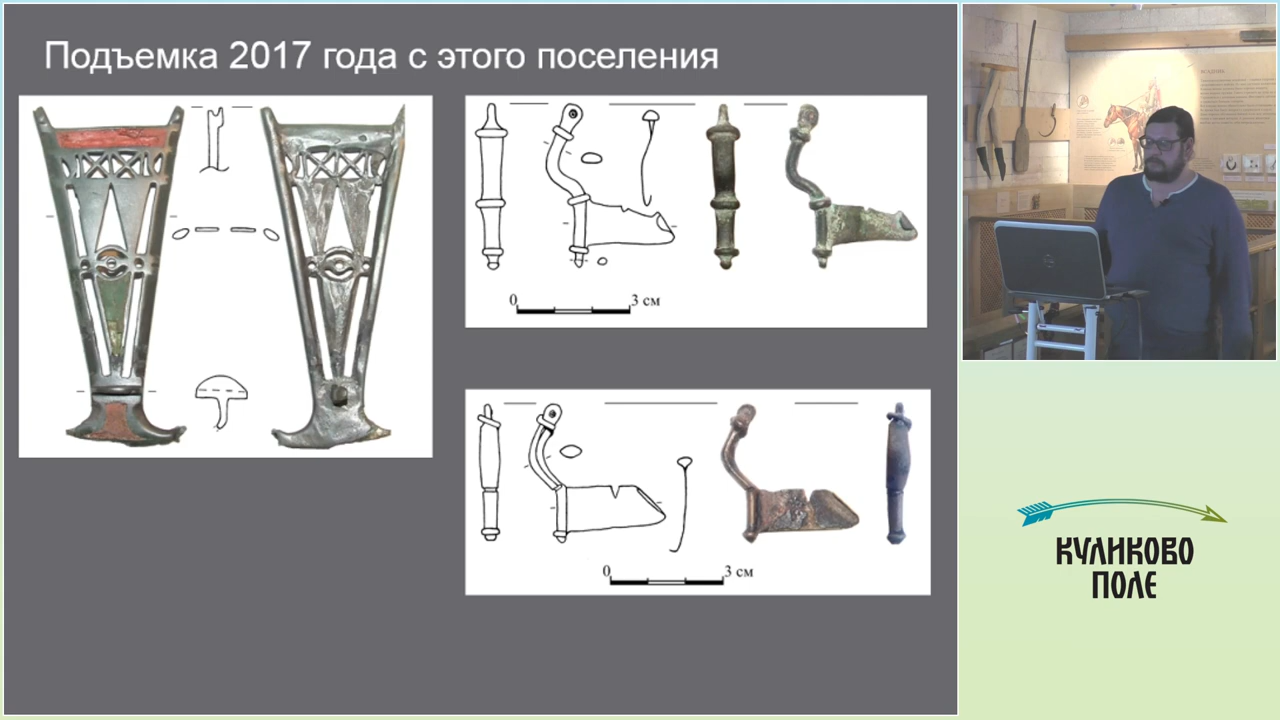 Подъемка 2017 года с этого поселения
0 3 см
0 3 см
КУЛИКОВО
ПОЛЕ